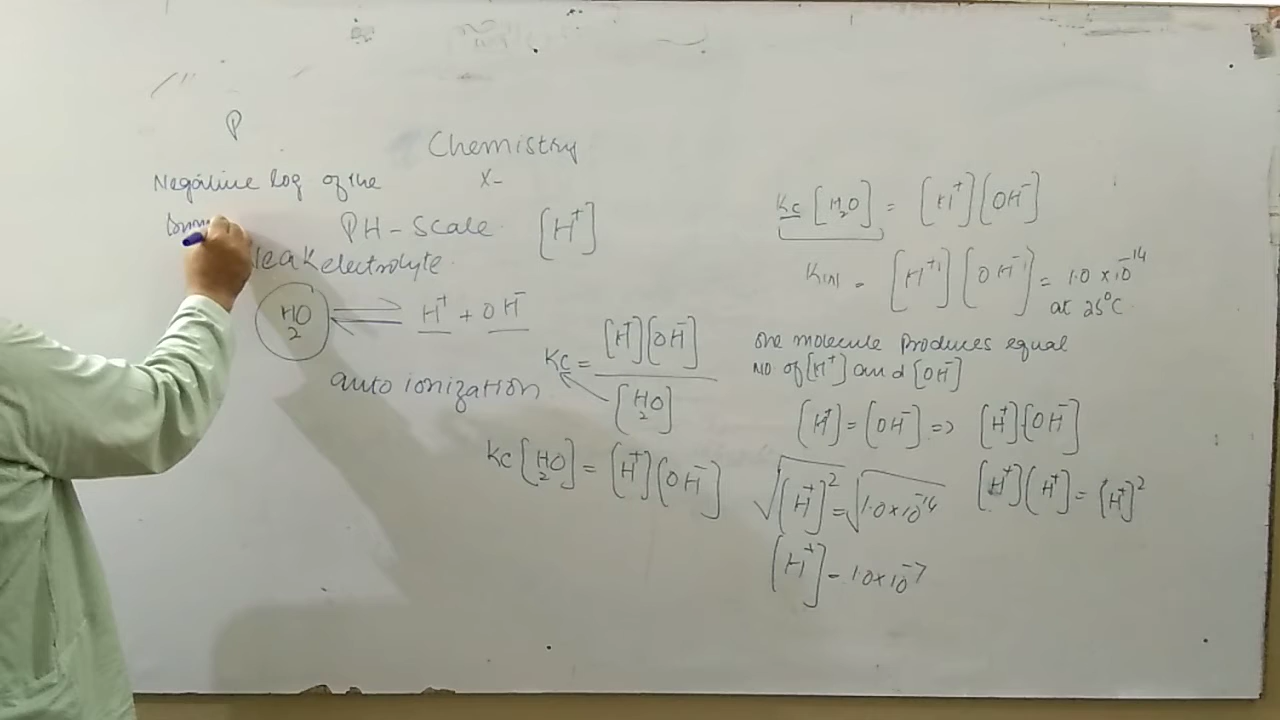 P
Chemistry
X-
Negative log of the
PH-Scale [H⁺]
Weak electrolyte.
H₂O ⇌ H⁺ + OH⁻
auto ionization
Kc = [H⁺][OH⁻] / [H₂O]
Kc[H₂O] = [H⁺][OH⁻]
Kc[H₂O] = [H⁺][OH⁻]
= [H⁺¹][OH⁻¹] = 1.0 x 10⁻¹⁴
at 25°C
one molecule Produces equal
NO. of [H⁺] and [OH⁻]
[H⁺] = [OH⁻] => [H⁺][OH⁻]
√[H⁺]² = √1.0x10⁻¹⁴ [H⁺][H⁺] = [H⁺]²
[H⁺] = 1.0x10⁻⁷